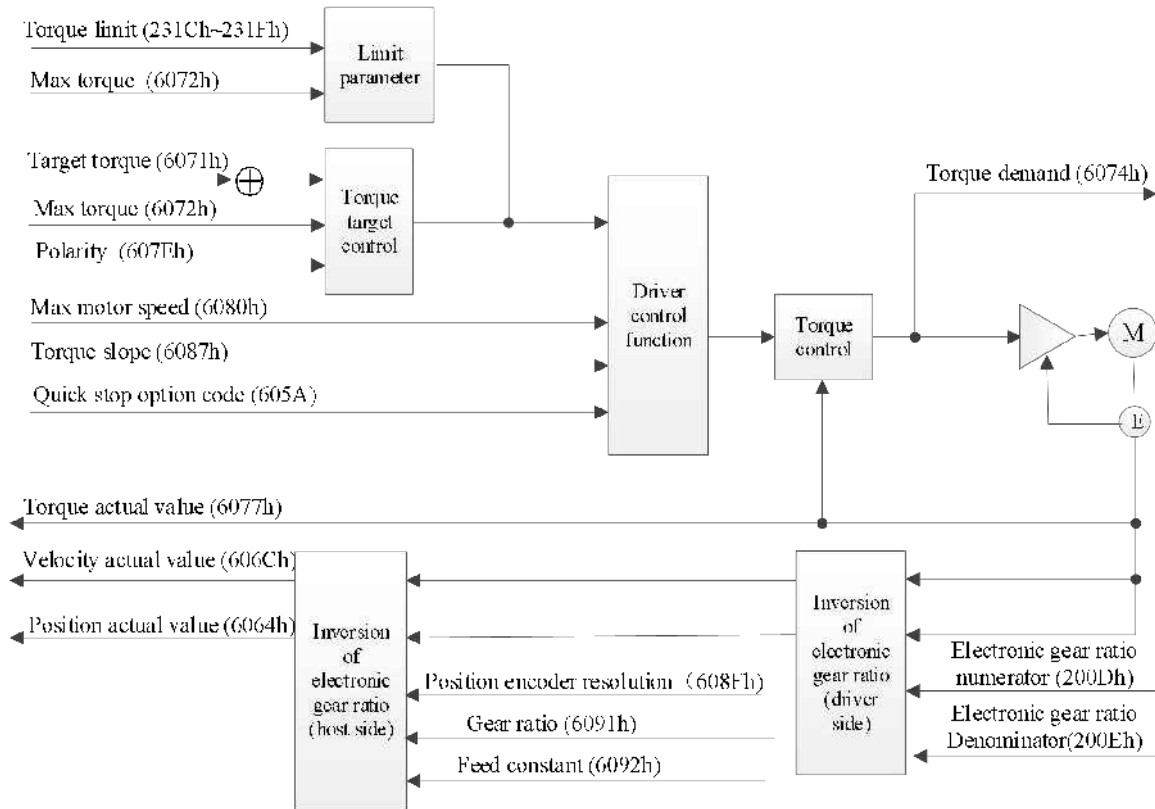 Torque limit (231Ch~231Fh)
Max torque (6072h)
Limit
parameter
Target torque (6071h)
Max torque (6072h)
Polarity (607Eh)
Torque
target
control
Max motor speed (6080h)
Torque slope (6087h)
Quick stop option code (605A)
Driver
control
function
Torque
control
Torque demand (6074h)
M
E
Torque actual value (6077h)
Velocity actual value (606Ch)
Position actual value (6064h)
Inversion
of
electronic
gear ratio
(host side)
Position encoder resolution (608Fh)
Gear ratio (6091h)
Feed constant (6092h)
Inversion
of
electronic
gear ratio
(driver
side)
Electronic gear ratio
numerator (200Dh)
Electronic gear ratio
Denominator(200Eh)